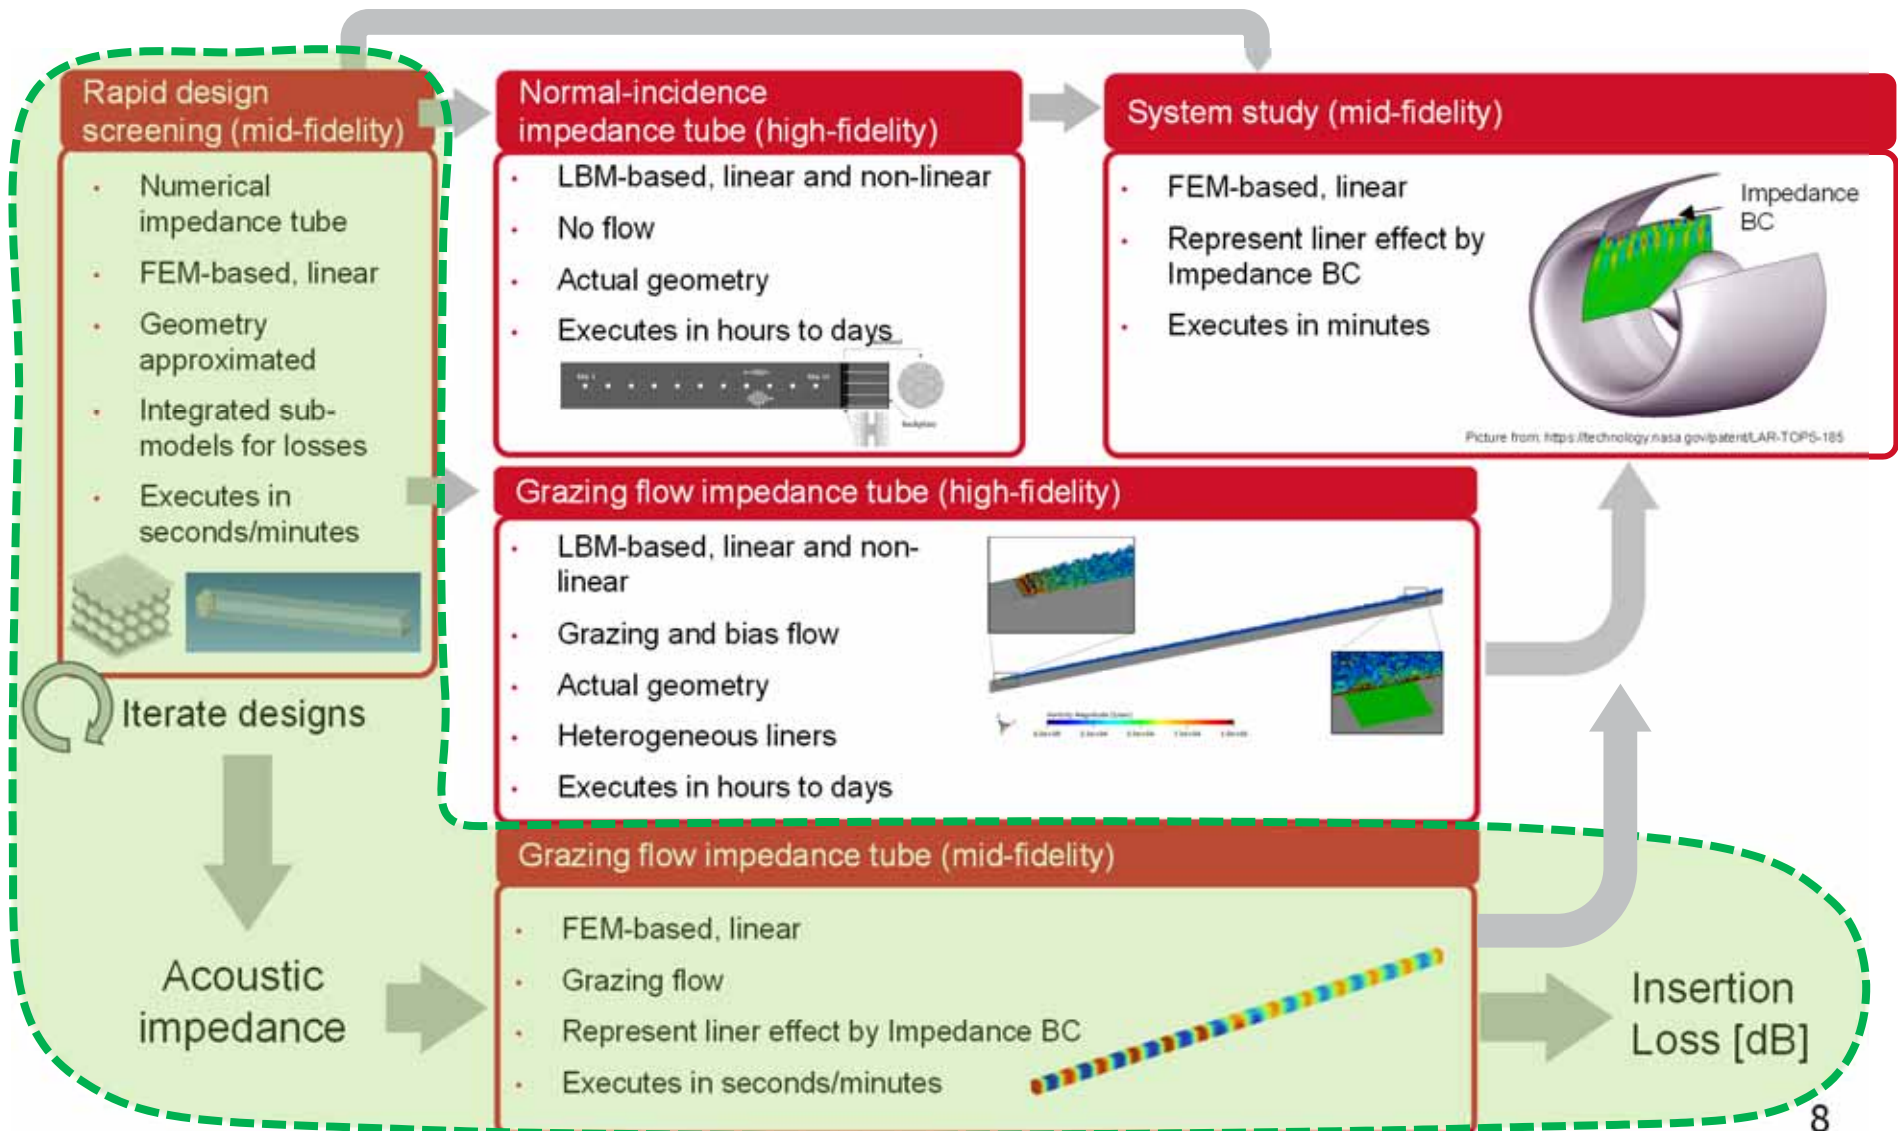 Rapid design
screening (mid-fidelity)
• Numerical
impedance tube
• FEM-based, linear
• Geometry
approximated
• Integrated sub-
models for losses
• Executes in
seconds/minutes
Iterate designs
Acoustic
impedance
Normal-incidence
impedance tube (high-fidelity)
• LBM-based, linear and non-linear
• No flow
• Actual geometry
• Executes in hours to days
System study (mid-fidelity)
• FEM-based, linear
• Represent liner effect by
Impedance BC
• Executes in minutes
Impedance
BC
Picture from: https://technology.nasa.gov/patent/LAR-TOPS-185
Grazing flow impedance tube (high-fidelity)
• LBM-based, linear and non-
linear
• Grazing and bias flow
• Actual geometry
• Heterogeneous liners
• Executes in hours to days
Grazing flow impedance tube (mid-fidelity)
• FEM-based, linear
• Grazing flow
• Represent liner effect by Impedance BC
• Executes in seconds/minutes
Insertion
Loss [dB]
8